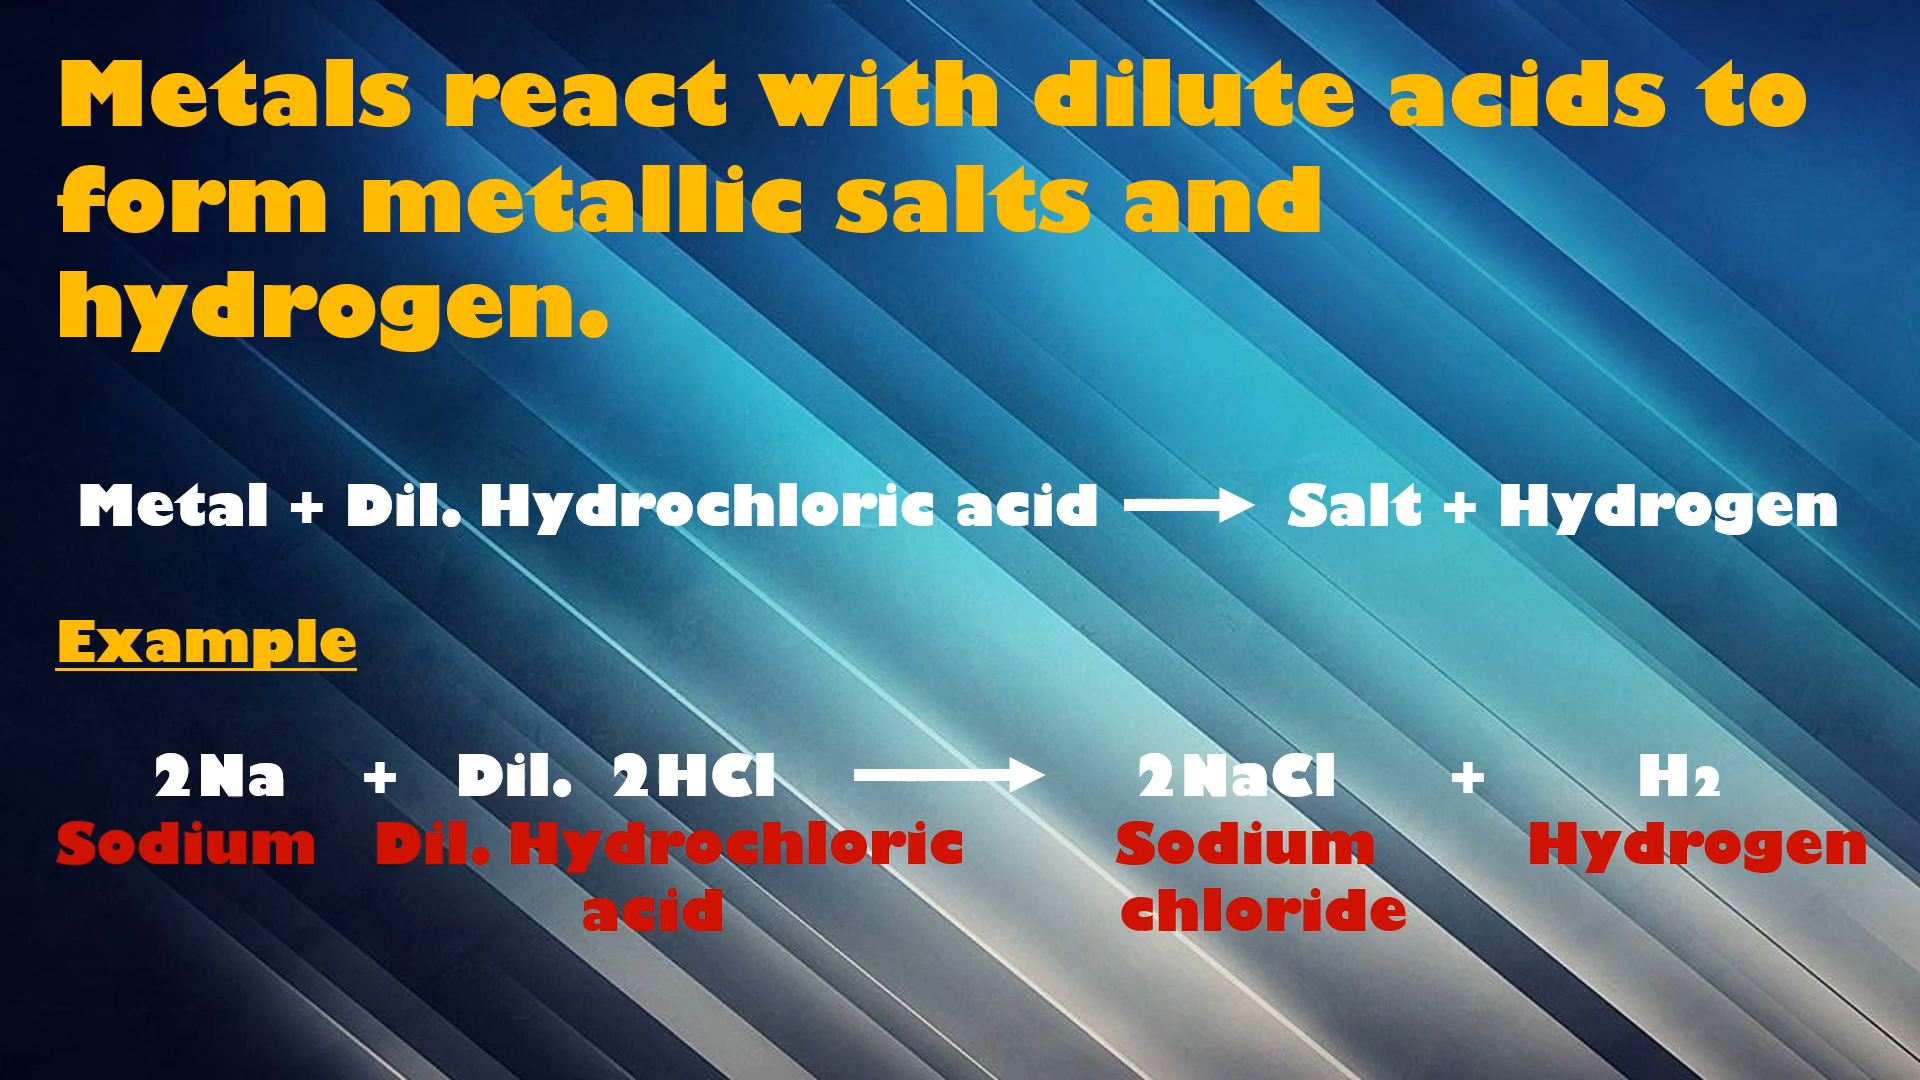 Metals react with dilute acids to
form metallic salts and
hydrogen.
Metal + Dil. Hydrochloric acid → Salt + Hydrogen
Example
2Na + Dil. 2HCl → 2NaCl + H2
Sodium Dil. Hydrochloric Sodium Hydrogen
acid chloride